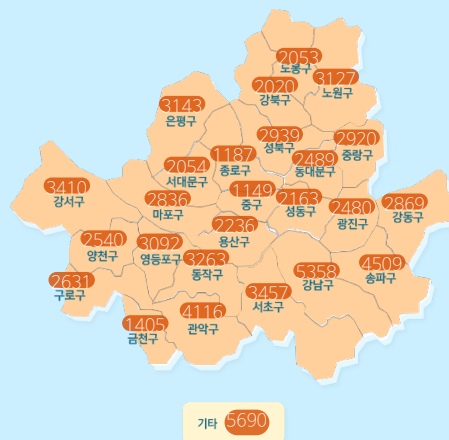 2053
노봉구
3127
노원구
2020
강북구
3143
은평구
2939
성북구
2920
중랑구
1187
종로구
2489
동대문구
2054
서대문구
3410
강서구
2836
마포구
1149
중구
2163
성동구
2480
광진구
2869
강동구
2236
용산구
2540
양천구
3092
영등포구
3263
동작구
4509
송파구
5358
강남구
2631
구로구
3457
서초구
4116
관악구
1405
금천구
기타 5690